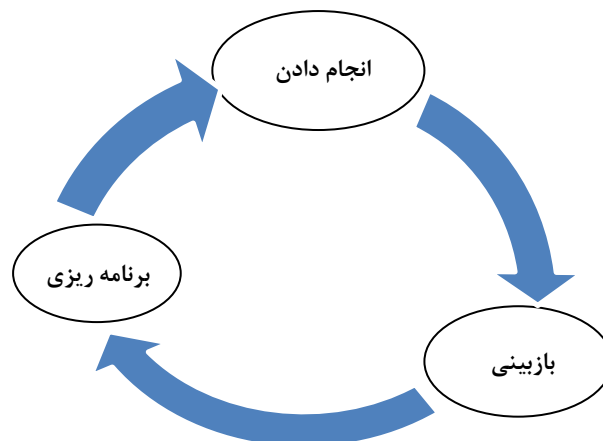 انجام دادن
برنامه ریزی
بازبینی